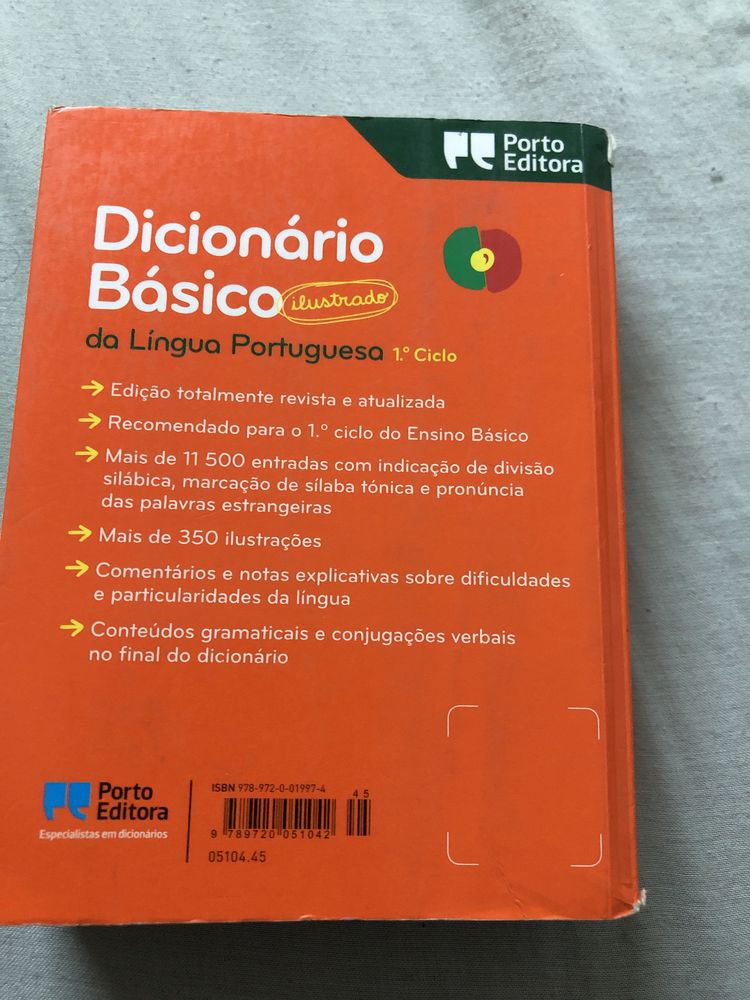 Porto
Editora
Dicionário
Básico ilustrado
da Língua Portuguesa 1.º Ciclo
Edição totalmente revista e atualizada
Recomendado para o 1.º ciclo do Ensino Básico
Mais de 11 500 entradas com indicação de divisão
silábica, marcação de sílaba tónica e pronúncia
das palavras estrangeiras
Mais de 350 ilustrações
Comentários e notas explicativas sobre dificuldades
e particularidades da língua
Conteúdos gramaticais e conjugações verbais
no final do dicionário
Porto
Editora
Especialistas em dicionários
ISBN 978-972-0-01997-4
45
9 789720 051042
05104.45